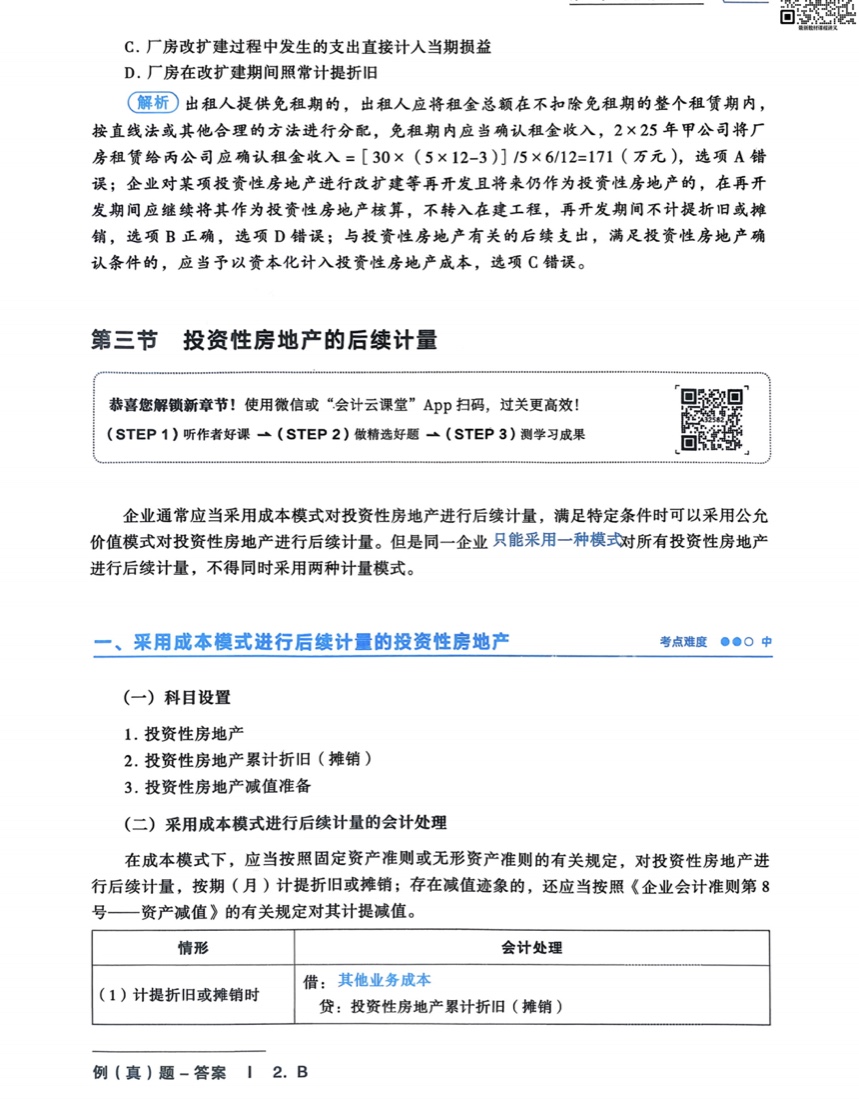 C. 厂房改扩建过程中发生的支出直接计入当期损益
D. 厂房在改扩建期间照常计提折旧
解析 出租人提供免租期的，出租人应将租金总额在不扣除免租期的整个租赁期内，
按直线法或其他合理的方法进行分配，免租期内应当确认租金收入，2×25 年甲公司将厂
房租赁给丙公司应确认租金收入 =［30×（5×12–3）］/5×6/12=171（万元），选项 A 错
误；企业对某项投资性房地产进行改扩建等再开发且将来仍作为投资性房地产的，在再开
发期间应继续将其作为投资性房地产核算，不转入在建工程，再开发期间不计提折旧或摊
销，选项 B 正确，选项 D 错误；与投资性房地产有关的后续支出，满足投资性房地产确
认条件的，应当予以资本化计入投资性房地产成本，选项 C 错误。
第三节 投资性房地产的后续计量
恭喜您解锁新章节！使用微信或“会计云课堂”App 扫码，过关更高效！
（STEP 1）听作者好课 ⇀（STEP 2）做精选好题 ⇀（STEP 3）测学习成果
企业通常应当采用成本模式对投资性房地产进行后续计量，满足特定条件时可以采用公允
价值模式对投资性房地产进行后续计量。但是同一企业 只能采用一种模式对所有投资性房地产
进行后续计量，不得同时采用两种计量模式。
一、采用成本模式进行后续计量的投资性房地产 考点难度 ●●○ 中
（一）科目设置
1. 投资性房地产
2. 投资性房地产累计折旧（摊销）
3. 投资性房地产减值准备
（二）采用成本模式进行后续计量的会计处理
在成本模式下，应当按照固定资产准则或无形资产准则的有关规定，对投资性房地产进
行后续计量，按期（月）计提折旧或摊销；存在减值迹象的，还应当按照《企业会计准则第 8
号——资产减值》的有关规定对其计提减值。
情形 会计处理
（1）计提折旧或摊销时
借： 其他业务成本
贷：投资性房地产累计折旧（摊销）
例（真）题 – 答案 | 2. B